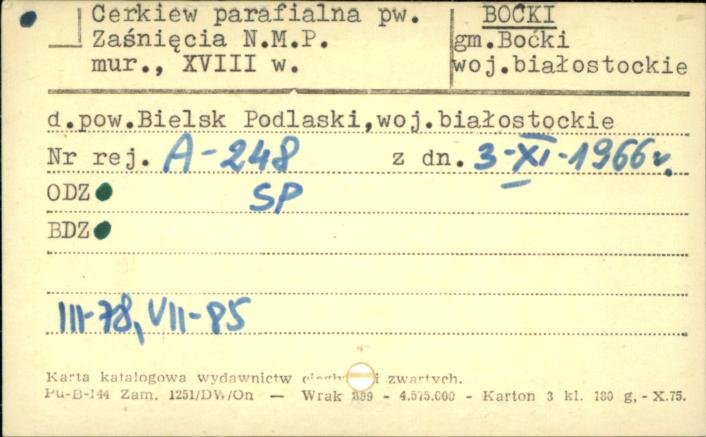 Cerkiew parafialna pw. BOĆKI
Zaśnięcia N.M.P. gm.Boćki
mur., XVIII w. woj.białostockie
d.pow.Bielsk Podlaski,woj.białostockie
Nr rej. A-248 z dn. 3-XI-1966r.
ODZ SP
BDZ
III-78, VII-85
Karta katalogowa wydawnictw i zwartych.
Pu-B-144 Zam. 1251/DW/On — Wrak 899 - 4.575.000 - Karton 3 kl. 180 g, - X.75.